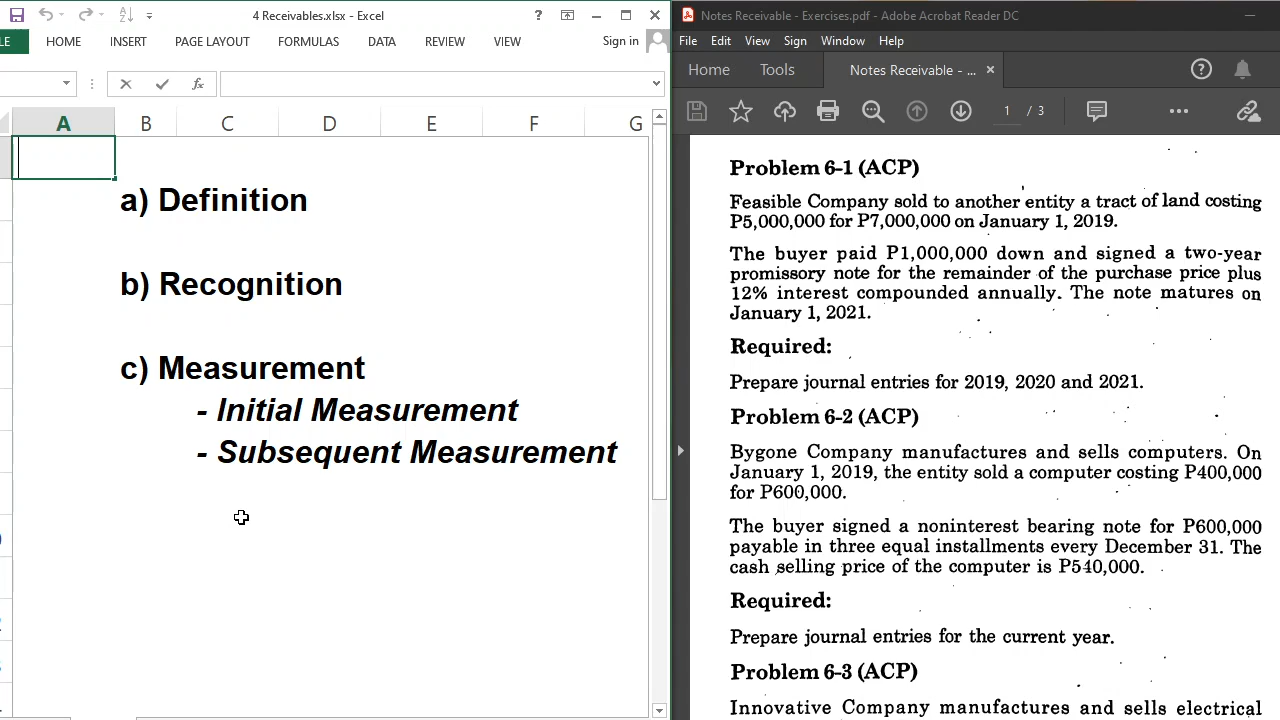 4 Receivables.xlsx - Excel
?
LE
HOME
INSERT
PAGE LAYOUT
FORMULAS
DATA
REVIEW
VIEW
Sign in
fx
A
B
C
D
E
F
G
a) Definition
b) Recognition
c) Measurement
- Initial Measurement
- Subsequent Measurement
Notes Receivable - Exercises.pdf - Adobe Acrobat Reader DC
File
Edit
View
Sign
Window
Help
Home
Tools
Notes Receivable - ...
1 / 3
Problem 6-1 (ACP)
Feasible Company sold to another entity a tract of land costing
P5,000,000 for P7,000,000 on January 1, 2019.
The buyer paid P1,000,000 down and signed a two-year
promissory note for the remainder of the purchase price plus
12% interest compounded annually. The note matures on
January 1, 2021.
Required:
Prepare journal entries for 2019, 2020 and 2021.
Problem 6-2 (ACP)
Bygone Company manufactures and sells computers. On
January 1, 2019, the entity sold a computer costing P400,000
for P600,000.
The buyer signed a noninterest bearing note for P600,000
payable in three equal installments every December 31. The
cash selling price of the computer is P540,000.
Required:
Prepare journal entries for the current year.
Problem 6-3 (ACP)
Innovative Company manufactures and sells electrical